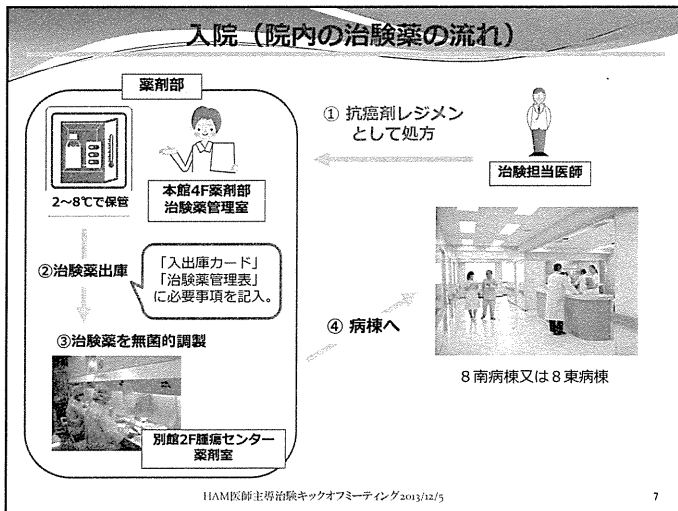 入院（院内の治験薬の流れ）
薬剤部
2～8℃で保管
本館4F薬剤部
治験薬管理室
① 抗癌剤レジメン
として処方
治験担当医師
②治験薬出庫
「入出庫カード」
「治験薬管理表」
に必要事項を記入。
③治験薬を無菌的調製
別館2F腫瘍センター
薬剤室
④ 病棟へ
8南病棟又は8東病棟
HAM医師主導治験キックオフミーティング2013/12/5
7